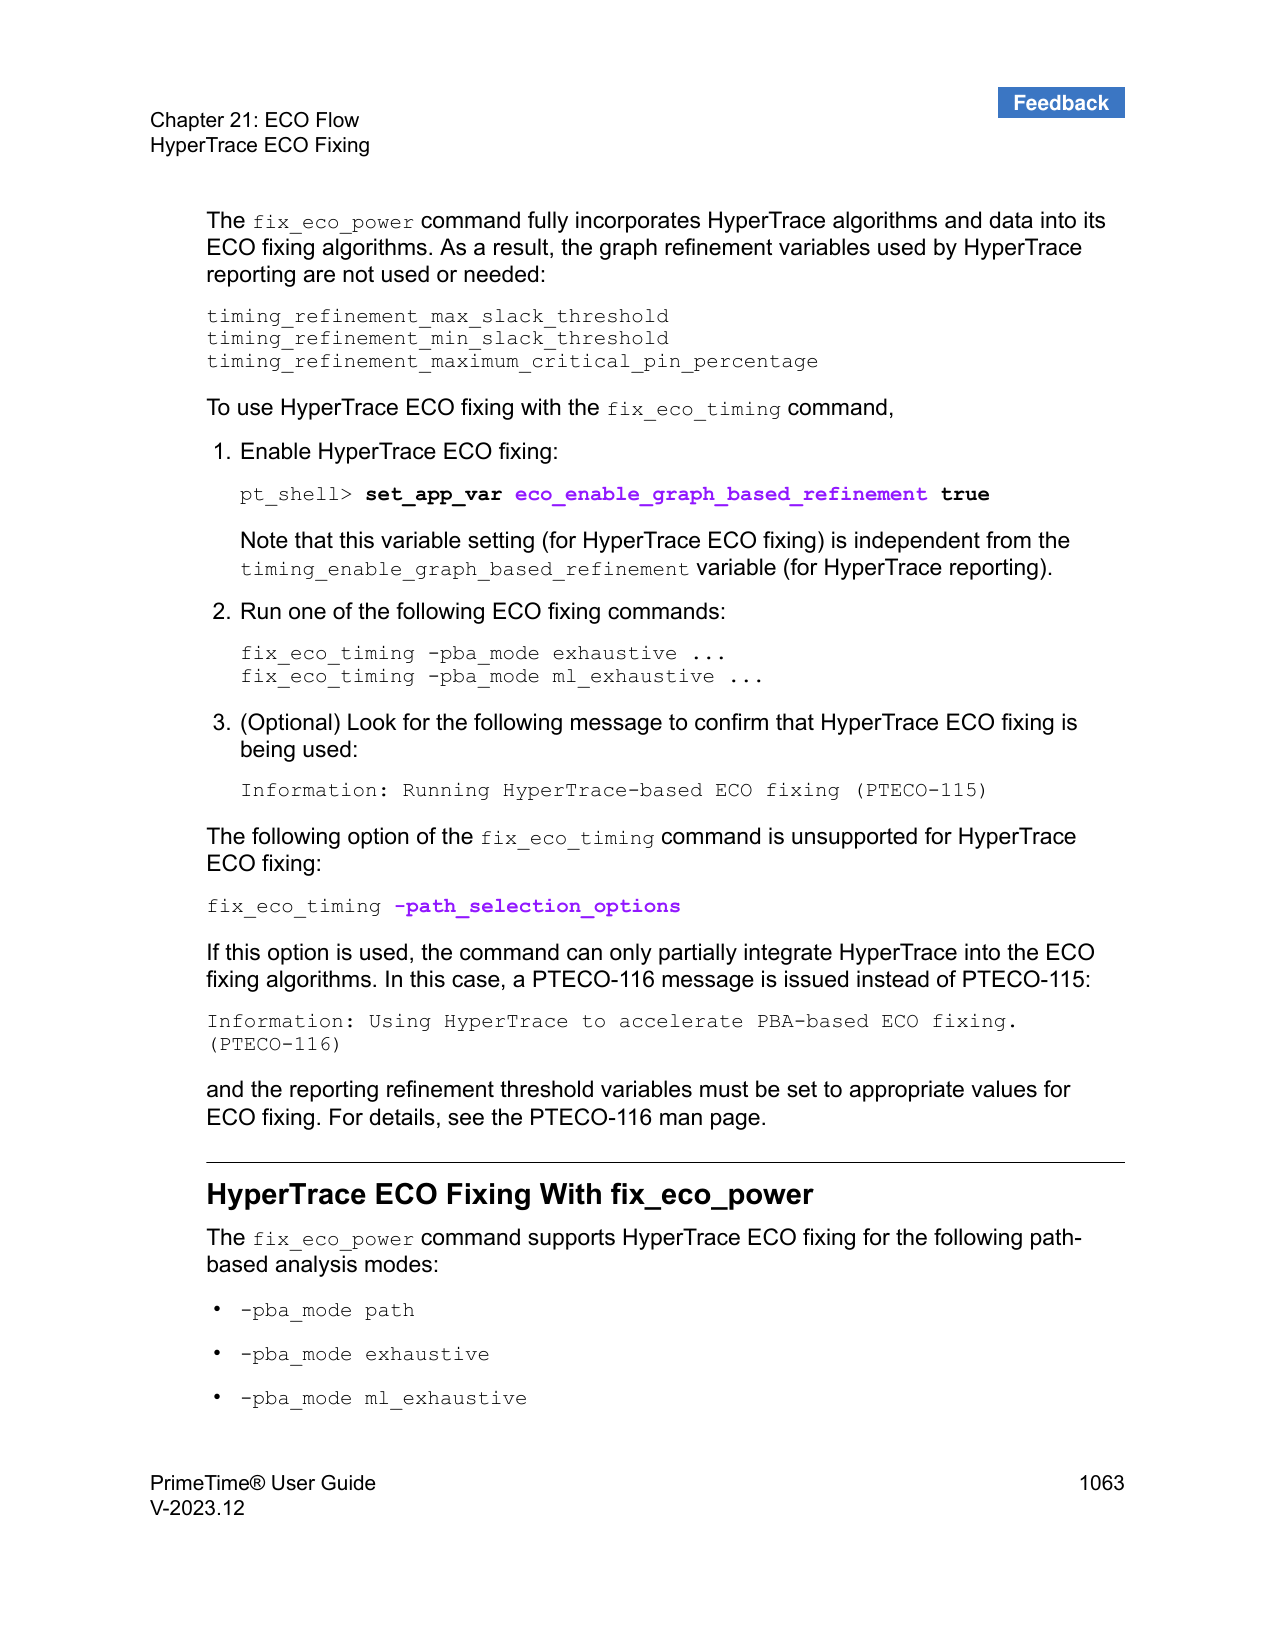 Feedback
Chapter 21: ECO Flow
HyperTrace ECO Fixing
The fix_eco_power command fully incorporates HyperTrace algorithms and data into its
ECO fixing algorithms. As a result, the graph refinement variables used by HyperTrace
reporting are not used or needed:
timing_refinement_max_slack_threshold
timing_refinement_min_slack_threshold
timing_refinement_maximum_critical_pin_percentage
To use HyperTrace ECO fixing with the fix_eco_timing command,
1. Enable HyperTrace ECO fixing:
pt_shell> set_app_var eco_enable_graph_based_refinement true
Note that this variable setting (for HyperTrace ECO fixing) is independent from the
timing_enable_graph_based_refinement variable (for HyperTrace reporting).
2. Run one of the following ECO fixing commands:
fix_eco_timing -pba_mode exhaustive ...
fix_eco_timing -pba_mode ml_exhaustive ...
3. (Optional) Look for the following message to confirm that HyperTrace ECO fixing is
being used:
Information: Running HyperTrace-based ECO fixing (PTECO-115)
The following option of the fix_eco_timing command is unsupported for HyperTrace
ECO fixing:
fix_eco_timing -path_selection_options
If this option is used, the command can only partially integrate HyperTrace into the ECO
fixing algorithms. In this case, a PTECO-116 message is issued instead of PTECO-115:
Information: Using HyperTrace to accelerate PBA-based ECO fixing.
(PTECO-116)
and the reporting refinement threshold variables must be set to appropriate values for
ECO fixing. For details, see the PTECO-116 man page.
HyperTrace ECO Fixing With fix_eco_power
The fix_eco_power command supports HyperTrace ECO fixing for the following path-
based analysis modes:
• -pba_mode path
• -pba_mode exhaustive
• -pba_mode ml_exhaustive
PrimeTime® User Guide
1063
V-2023.12